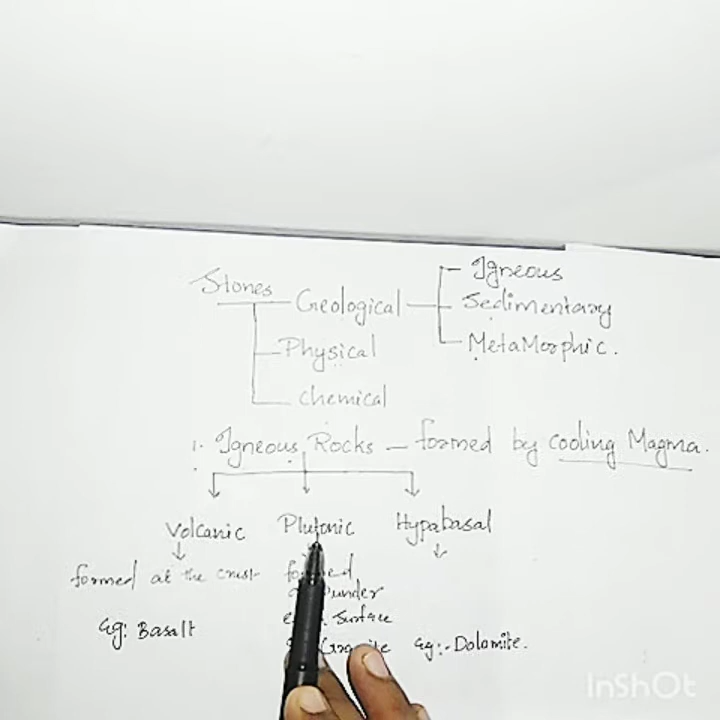 Stones
Geological
Igneous
Sedimentary
Metamorphic.
Physical
chemical
1. Igneous Rocks – formed by cooling Magma.
Volcanic Plutonic Hypabasal
formed at the crust
Eg: Basalt
under
Surface
Granite
Eg:- Dolomite.
InShOt